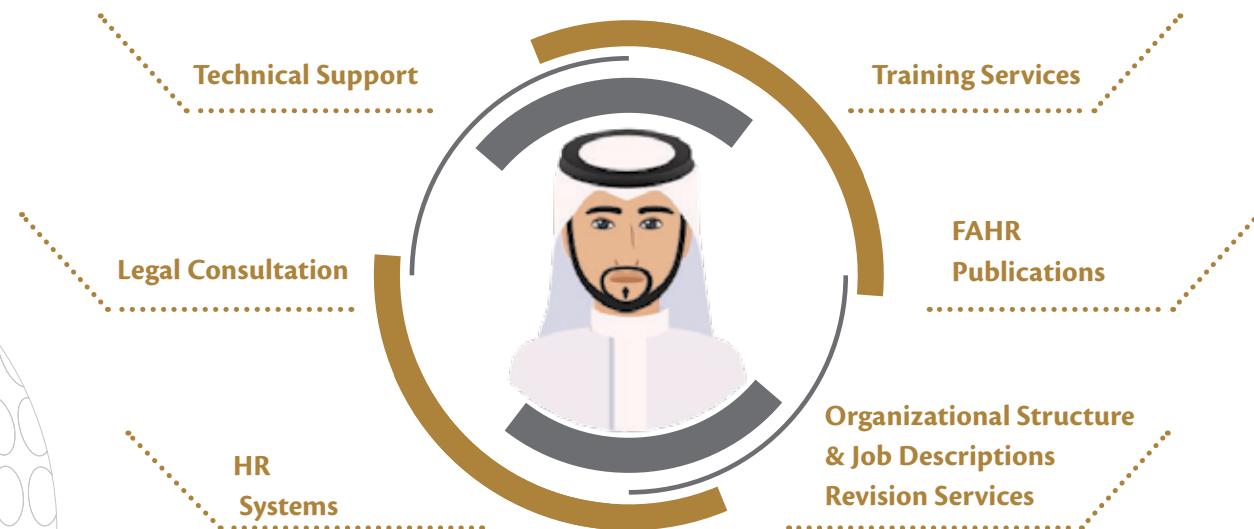 Technical Support
Training Services
Legal Consultation
FAHR
Publications
HR
Systems
Organizational Structure
& Job Descriptions
Revision Services